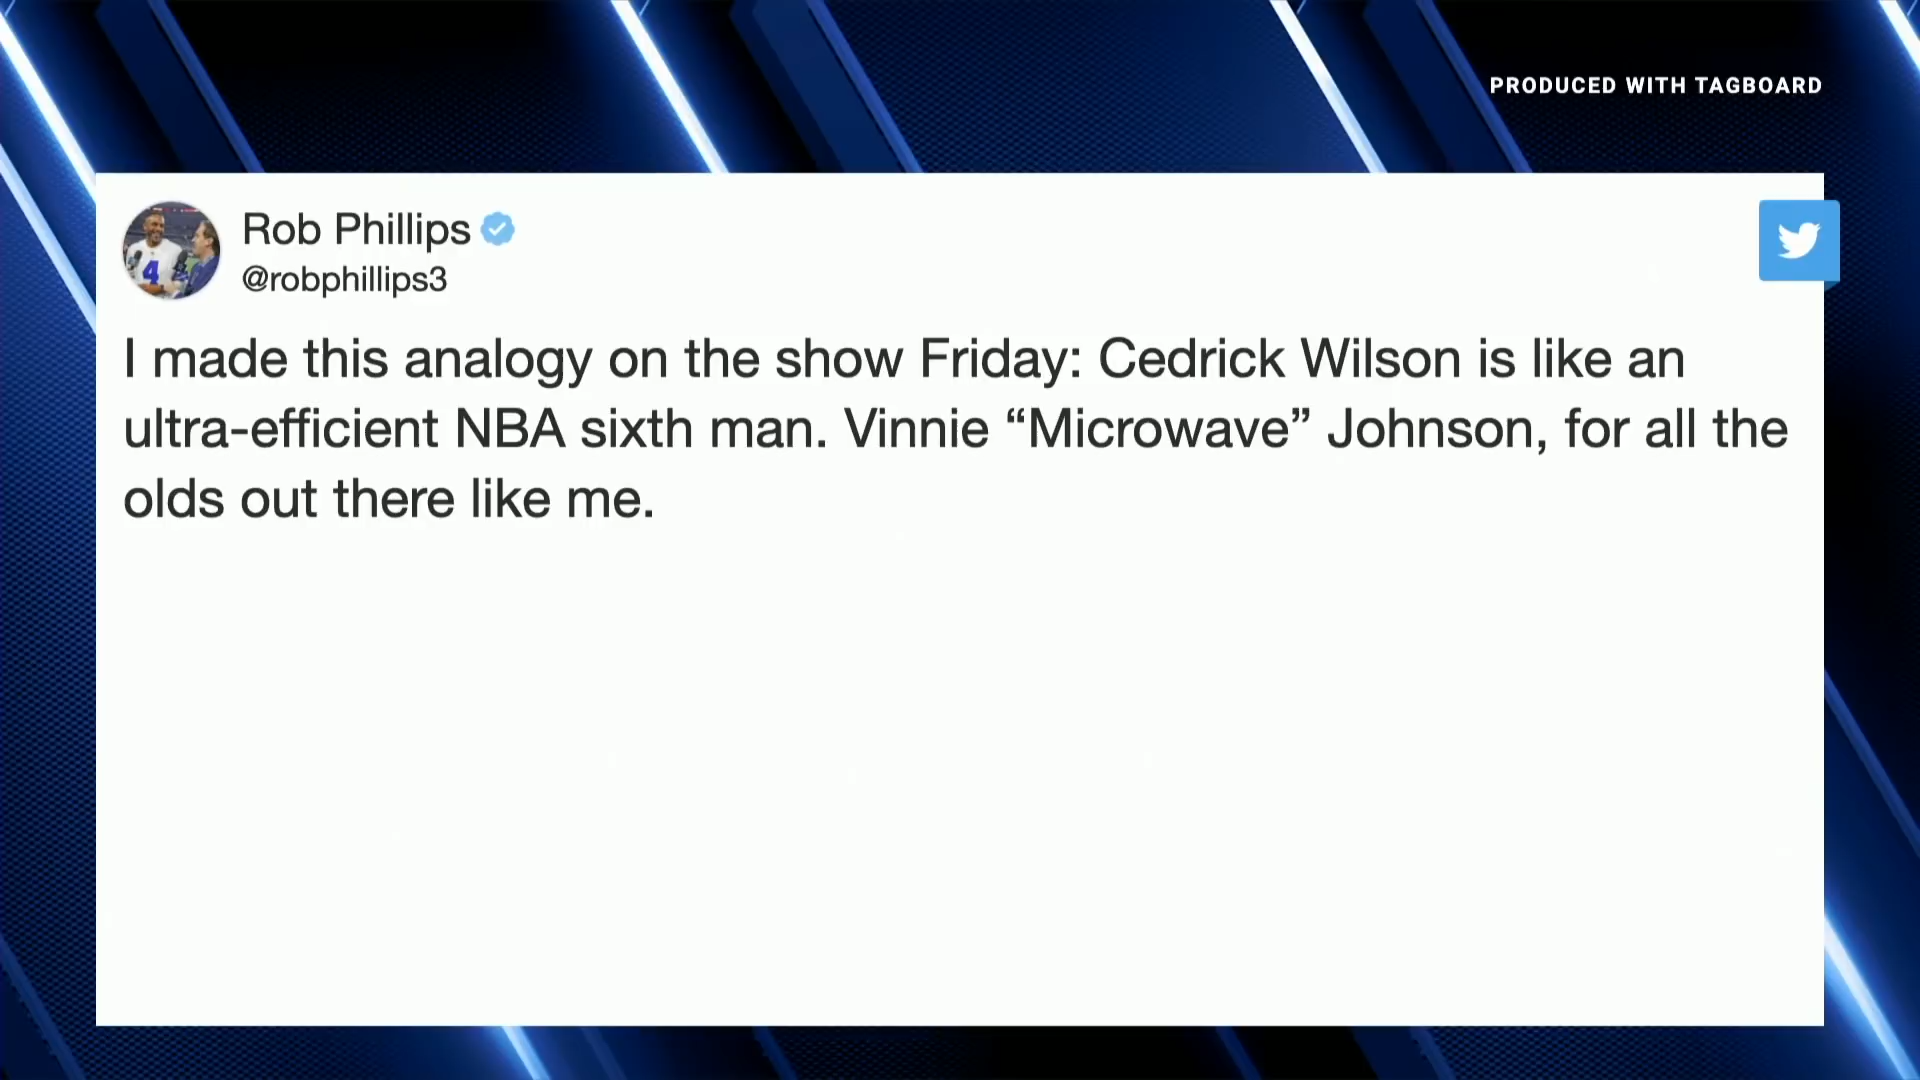 PRODUCED WITH TAGBOARD
Rob Phillips
@robphillips3
I made this analogy on the show Friday: Cedrick Wilson is like an
ultra-efficient NBA sixth man. Vinnie “Microwave” Johnson, for all the
olds out there like me.
4